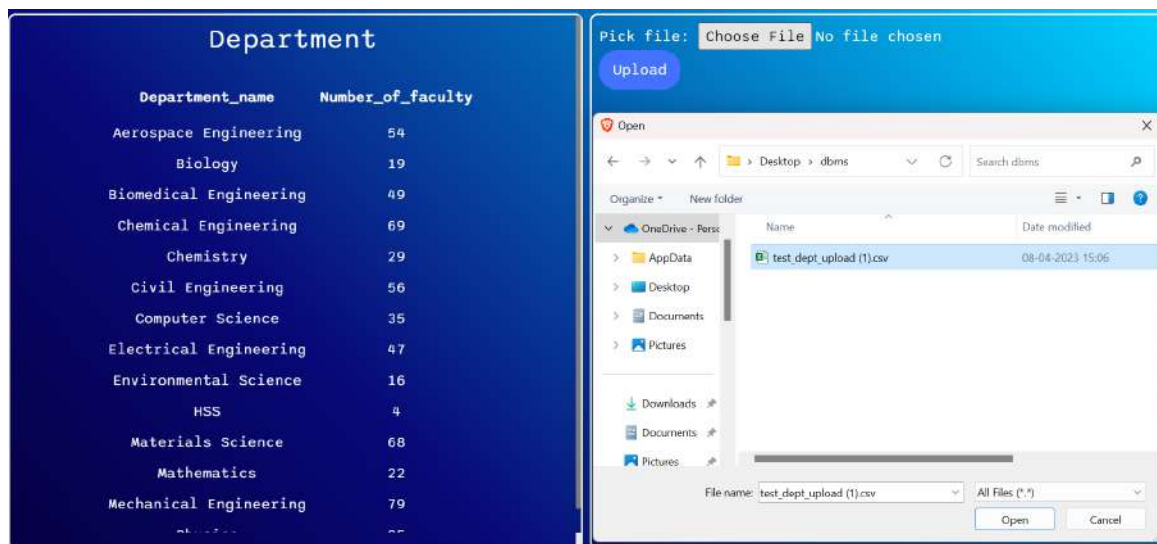 Department
Department_name Number_of_faculty
Aerospace Engineering 54
Biology 19
Biomedical Engineering 49
Chemical Engineering 69
Chemistry 29
Civil Engineering 56
Computer Science 35
Electrical Engineering 47
Environmental Science 16
HSS 4
Materials Science 68
Mathematics 22
Mechanical Engineering 79
Pick file: Choose File No file chosen
Upload
Open
Desktop > dbms
Search dbms
Organize New folder
Name Date modified
OneDrive - Perso
AppData
Desktop
Documents
Pictures
Downloads
Documents
Pictures
test_dept_upload (1).csv 08-04-2023 15:06
File name: test_dept_upload (1).csv All Files (*.*)
Open Cancel